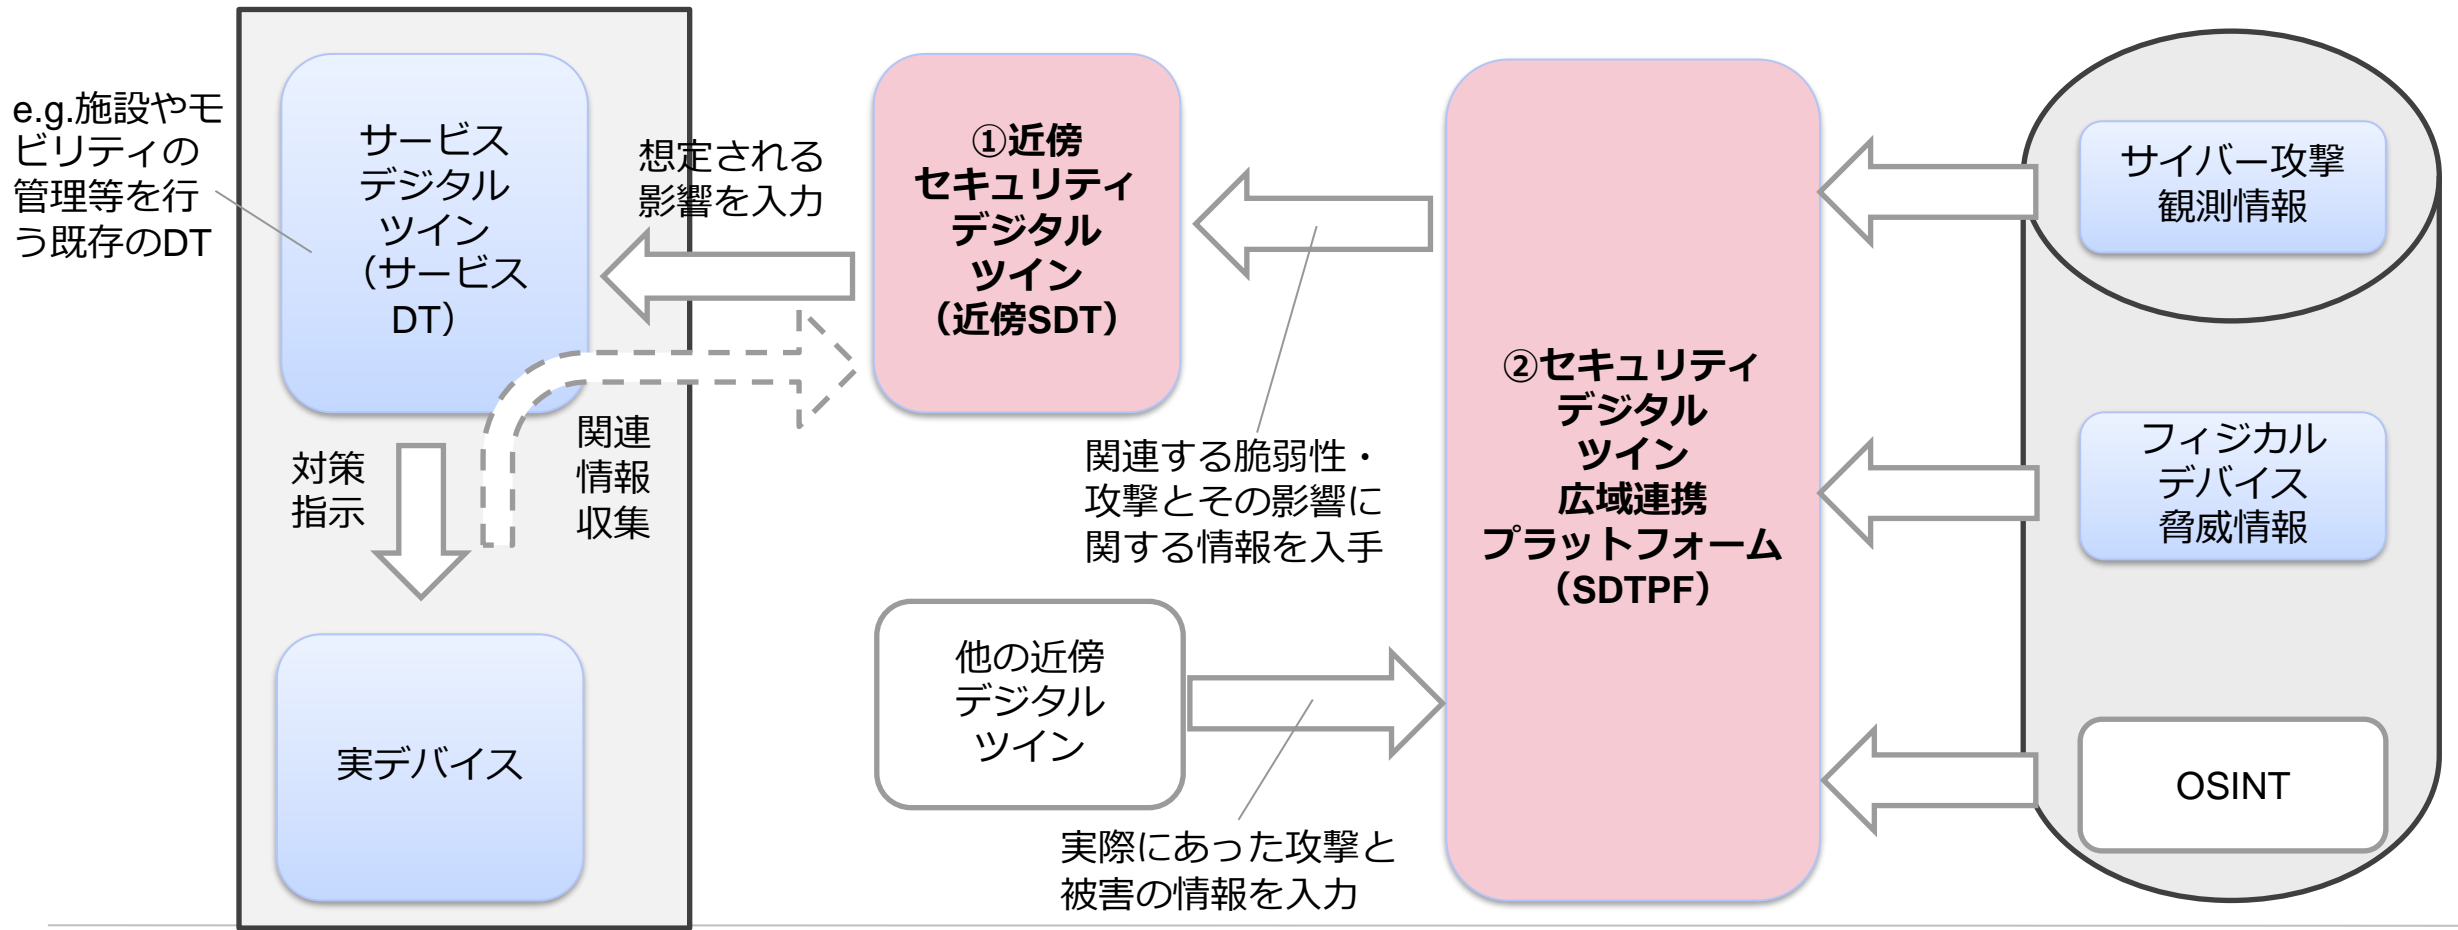 e.g.施設やモ
ビリティの
管理等を行
う既存のDT
サービス
デジタル
ツイン
（サービス
DT）
想定される
影響を入力
対策
指示
関連
情報
収集
実デバイス
①近傍
セキュリティ
デジタル
ツイン
（近傍SDT）
関連する脆弱性・
攻撃とその影響に
関する情報を入手
他の近傍
デジタル
ツイン
実際にあった攻撃と
被害の情報を入力
②セキュリティ
デジタル
ツイン
広域連携
プラットフォーム
（SDTPF）
サイバー攻撃
観測情報
フィジカル
デバイス
脅威情報
OSINT